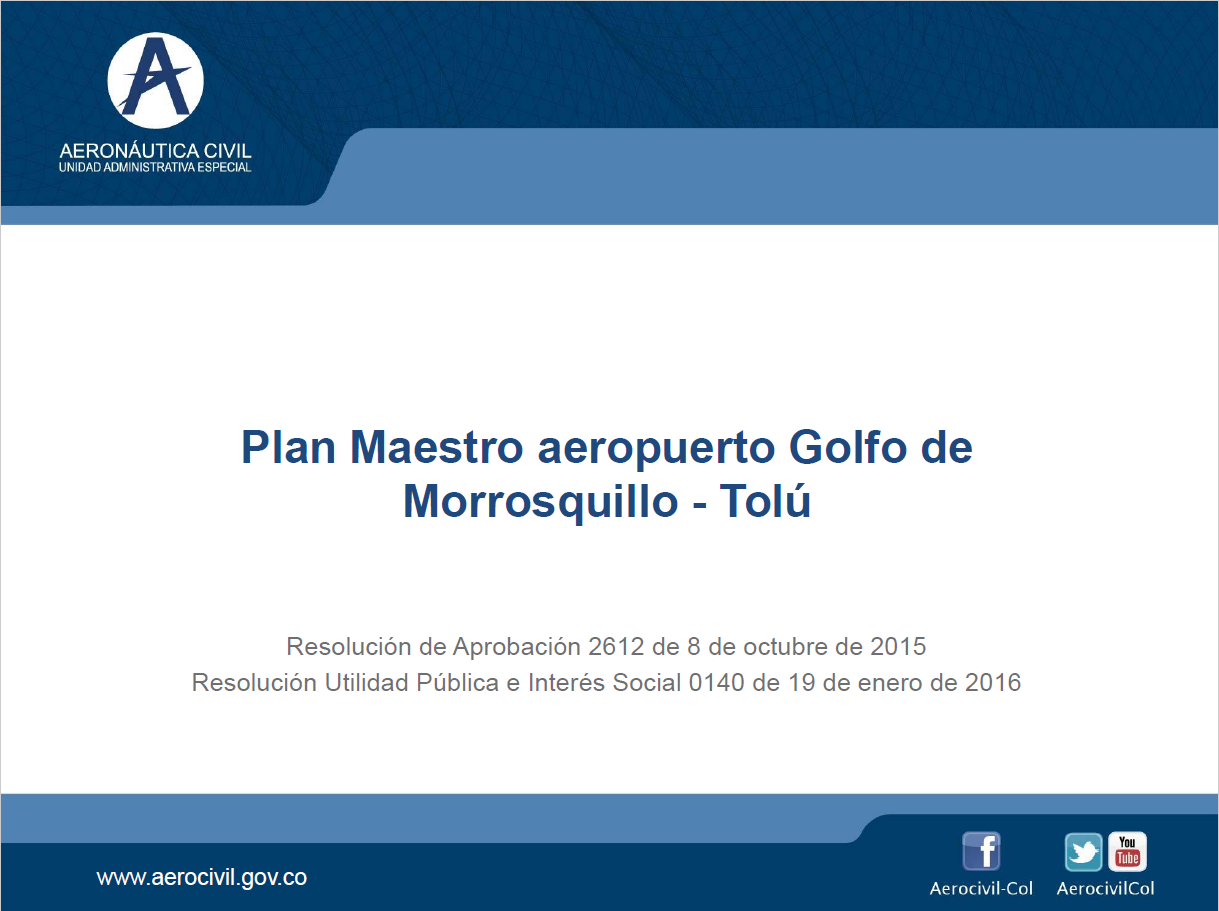 AERONÁUTICA CIVIL
UNIDAD ADMINISTRATIVA ESPECIAL
Plan Maestro aeropuerto Golfo de
Morrosquillo - Tolú
Resolución de Aprobación 2612 de 8 de octubre de 2015
Resolución Utilidad Pública e Interés Social 0140 de 19 de enero de 2016
www.aerocivil.gov.co
You
Tube
Aerocivil-Col AerocivilCol